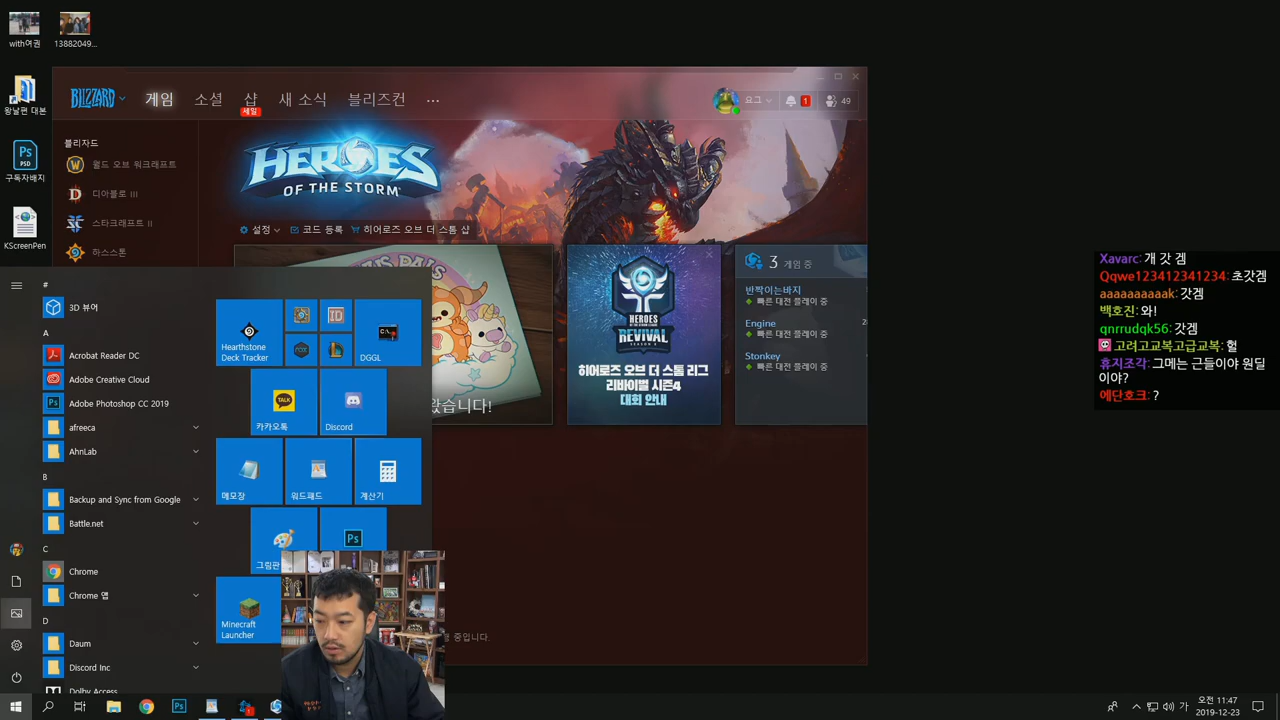 with여권
13882049...
왕날편 대본
구독자배지
KScreenPen
BLIZZARD
게임
소셜
샵
세일
새 소식
블리즈컨
...
요그
1
49
블리자드
월드 오브 워크래프트
디아블로 III
스타크래프트 II
하스스톤
HEROES
OF THE STORM
설정
코드 등록
히어로즈 오브 더 스톰 샵
왔습니다!
HEROES
REVIVAL
히어로즈 오브 더 스톰 리그
리바이벌 시즌4
대회 안내
3 게임 중
반짝이는바지
빠른 대전 플레이 중
Engine
빠른 대전 플레이 중
Stonkey
빠른 대전 플레이 중
중입니다.
#
3D 뷰어
A
Acrobat Reader DC
Adobe Creative Cloud
Adobe Photoshop CC 2019
afreeca
AhnLab
B
Backup and Sync from Google
Battle.net
C
Chrome
Chrome 앱
D
Daum
Discord Inc
Dolby Access
Hearthstone
Deck Tracker
DGGL
카카오톡
Discord
메모장
워드패드
계산기
그림판
Minecraft
Launcher
Xavarc: 개 갓 겜
Qqwe123412341234: 초갓겜
aaaaaaaaaak: 갓겜
백호진: 와!
qnrrudqk56: 갓겜
고려고교복고급교복: 헐
휴지조각: 그메는 근들이야 원딜
이야?
에단호크: ?
가
오전 11:47
2019-12-23